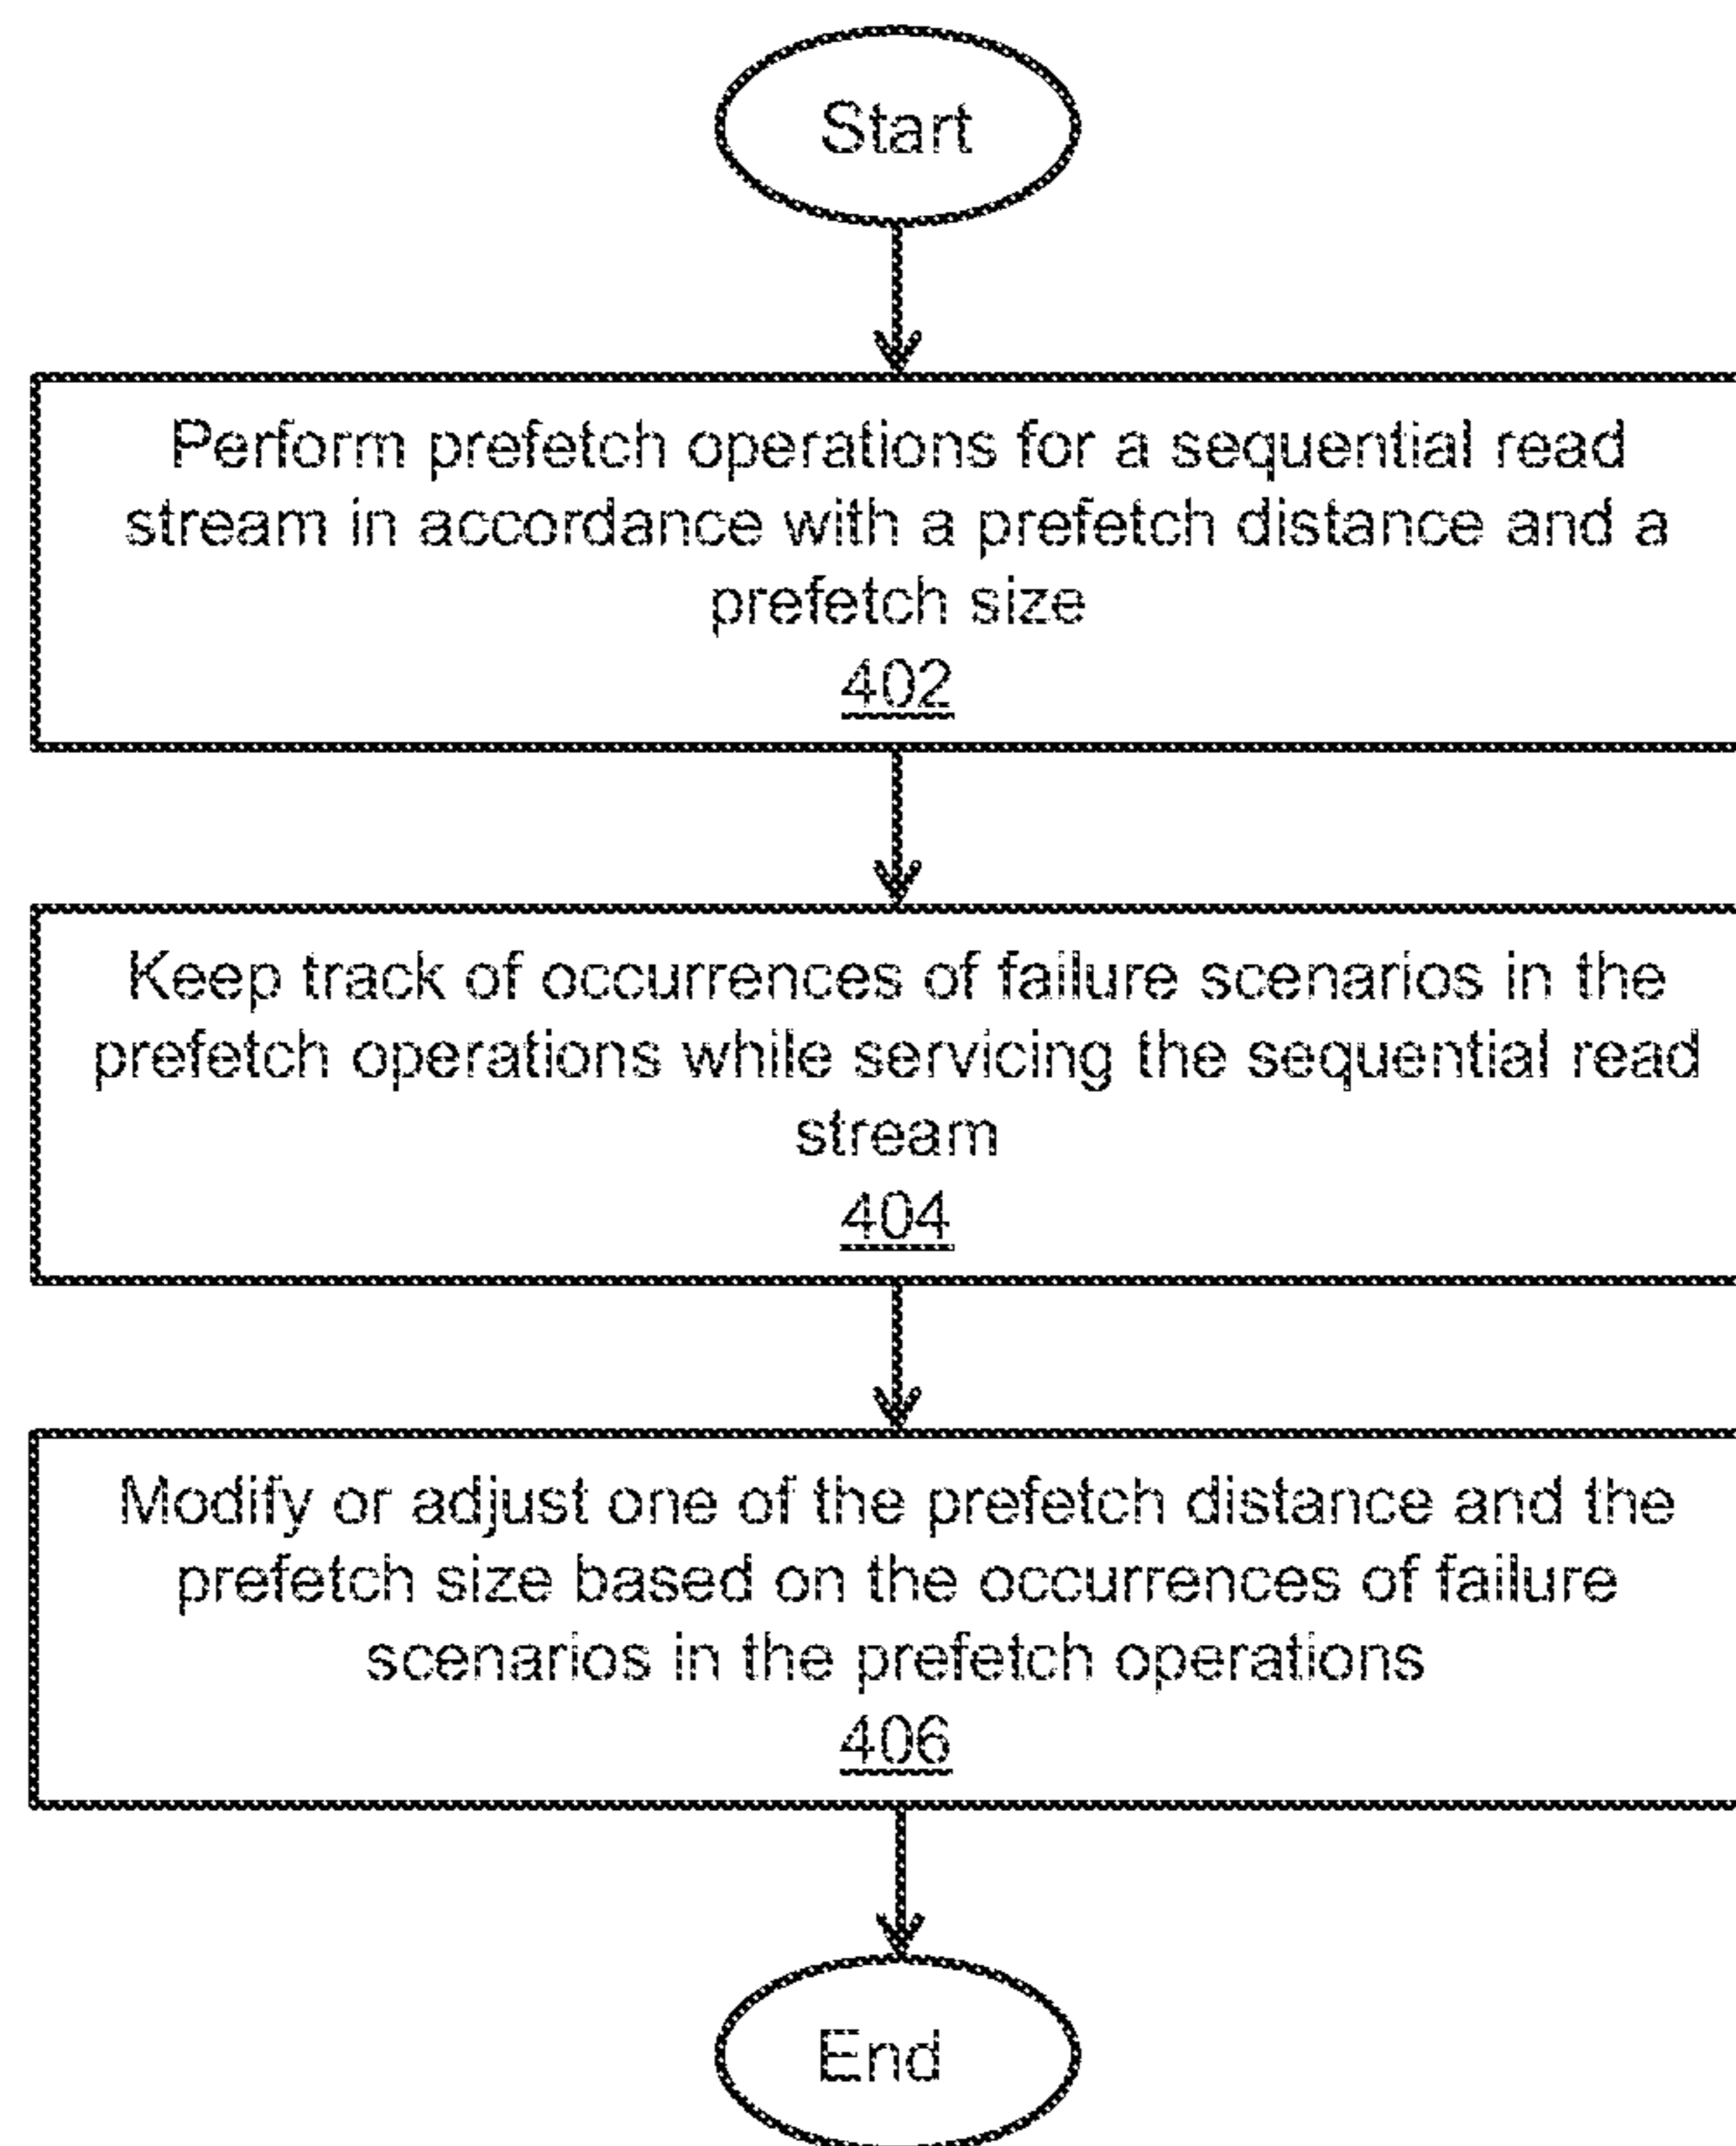 Start
Perform prefetch operations for a sequential read
stream in accordance with a prefetch distance and a
prefetch size
402
Keep track of occurrences of failure scenarios in the
prefetch operations while servicing the sequential read
stream
404
Modify or adjust one of the prefetch distance and the
prefetch size based on the occurrences of failure
scenarios in the prefetch operations
406
End